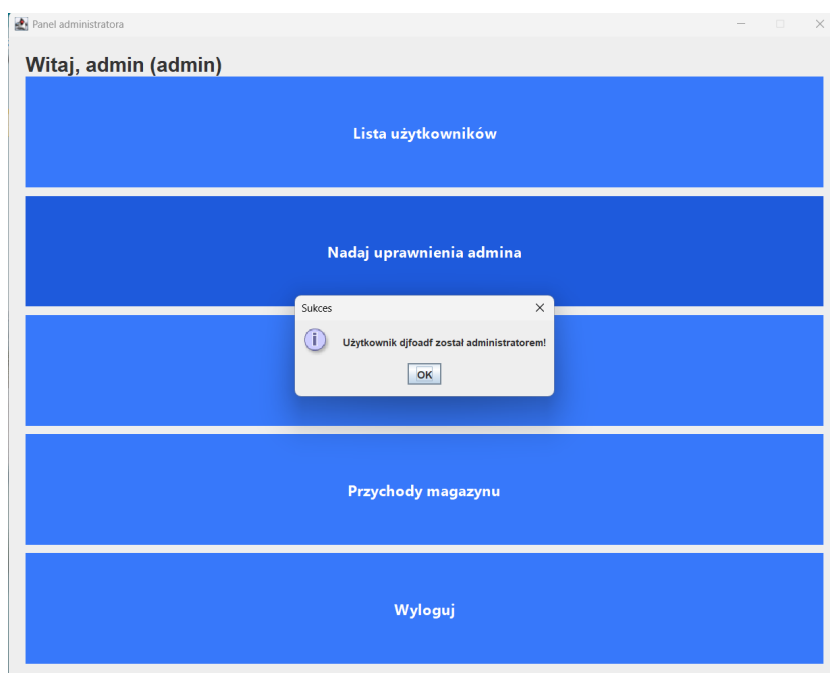 Panel administratora
Witaj, admin (admin)
Lista użytkowników
Nadaj uprawnienia admina
Sukces
Użytkownik djfoadf został administratorem!
OK
Przychody magazynu
Wyloguj